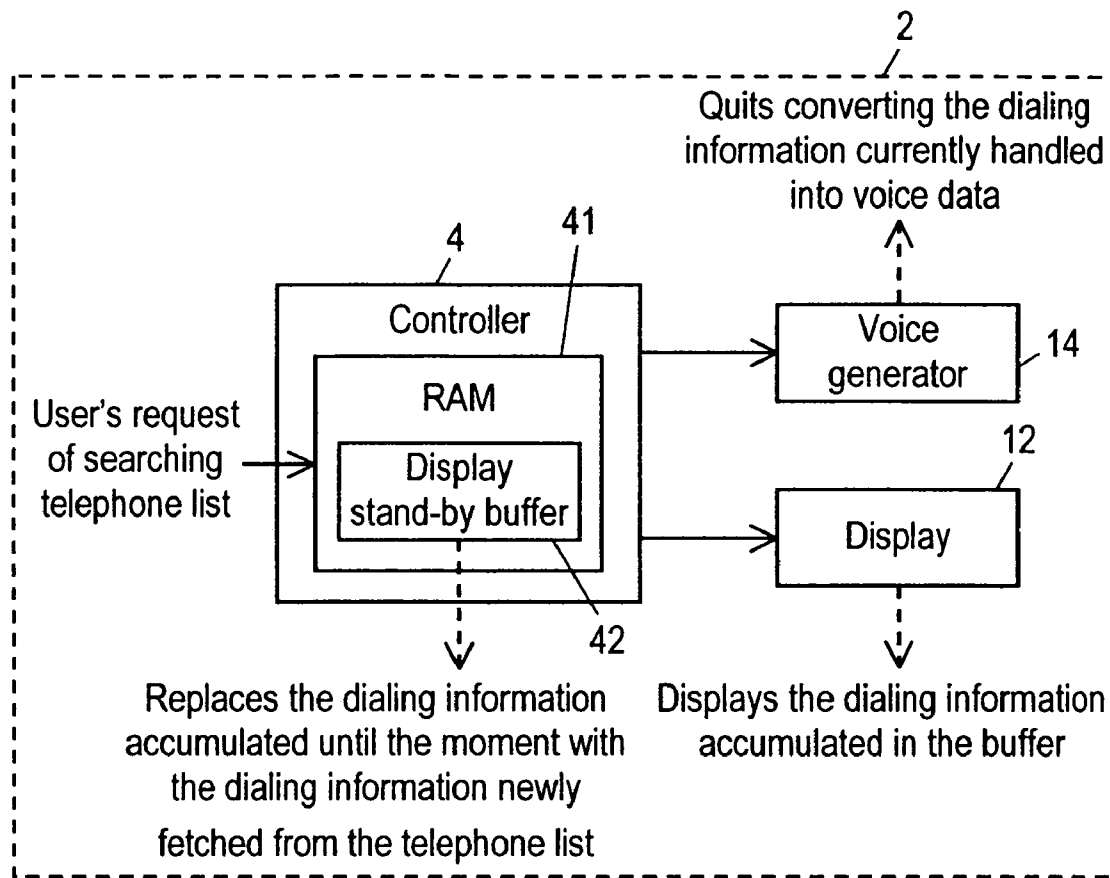 2
Quits converting the dialing
information currently handled
into voice data
41
4
Controller
Voice
generator
14
RAM
User's request
of searching
telephone list
Display
stand-by buffer
12
Display
42
Replaces the dialing information
accumulated until the moment with
the dialing information newly
fetched from the telephone list
Displays the dialing information
accumulated in the buffer